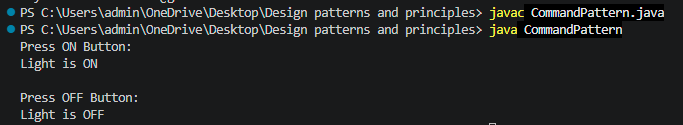 PS C:\Users\admin\OneDrive\Desktop\Design patterns and principles> javac CommandPattern.java
PS C:\Users\admin\OneDrive\Desktop\Design patterns and principles> java CommandPattern
Press ON Button:
Light is ON
Press OFF Button:
Light is OFF